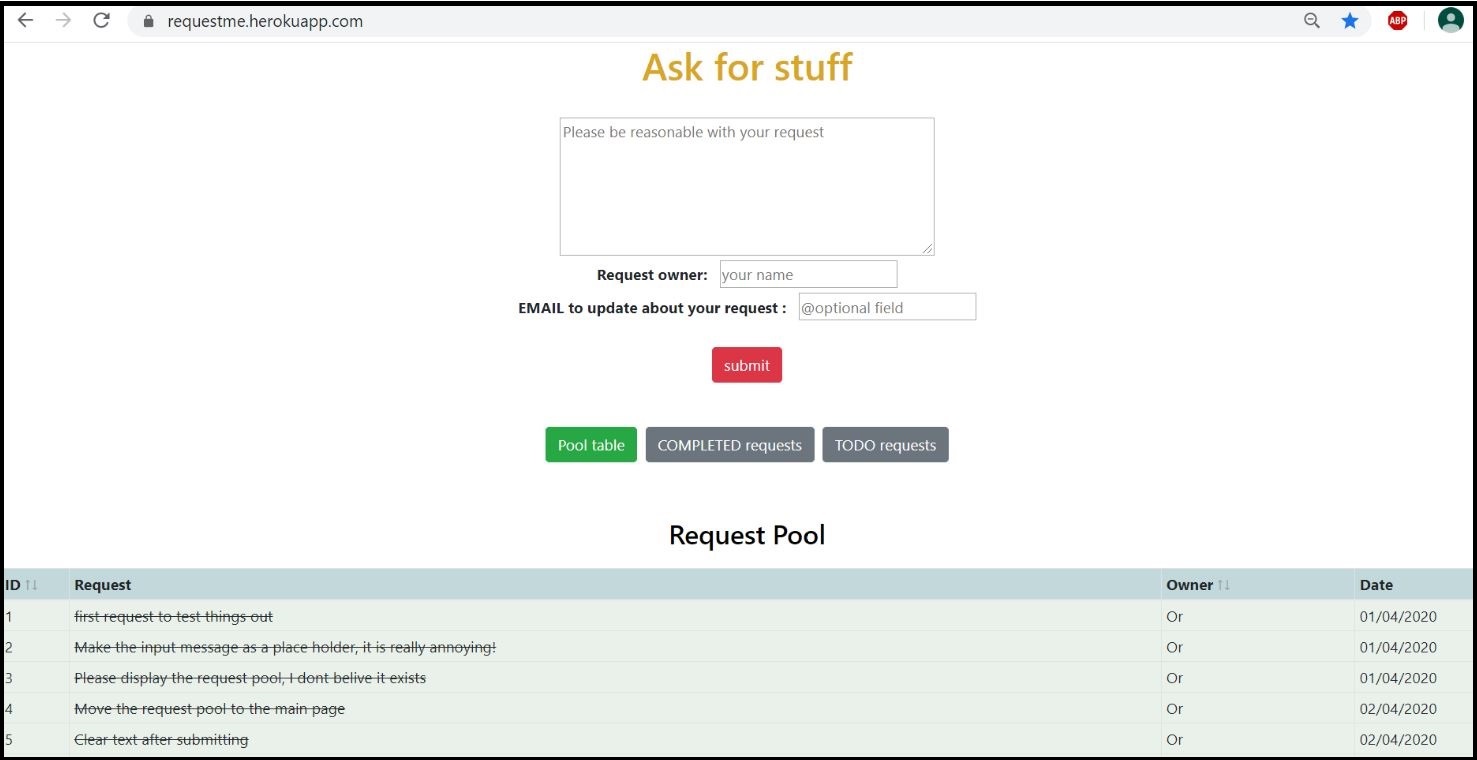 requestme.herokuapp.com
ABP
Ask for stuff
Please be reasonable with your request
Request owner: your name
EMAIL to update about your request : @optional field
submit
Pool table COMPLETED requests TODO requests
Request Pool
ID ↑↓ Request Owner ↑↓ Date
1 first request to test things out Or 01/04/2020
2 Make the input message as a place holder, it is really annoying! Or 01/04/2020
3 Please display the request pool, I dont belive it exists Or 01/04/2020
4 Move the request pool to the main page Or 02/04/2020
5 Clear text after submitting Or 02/04/2020